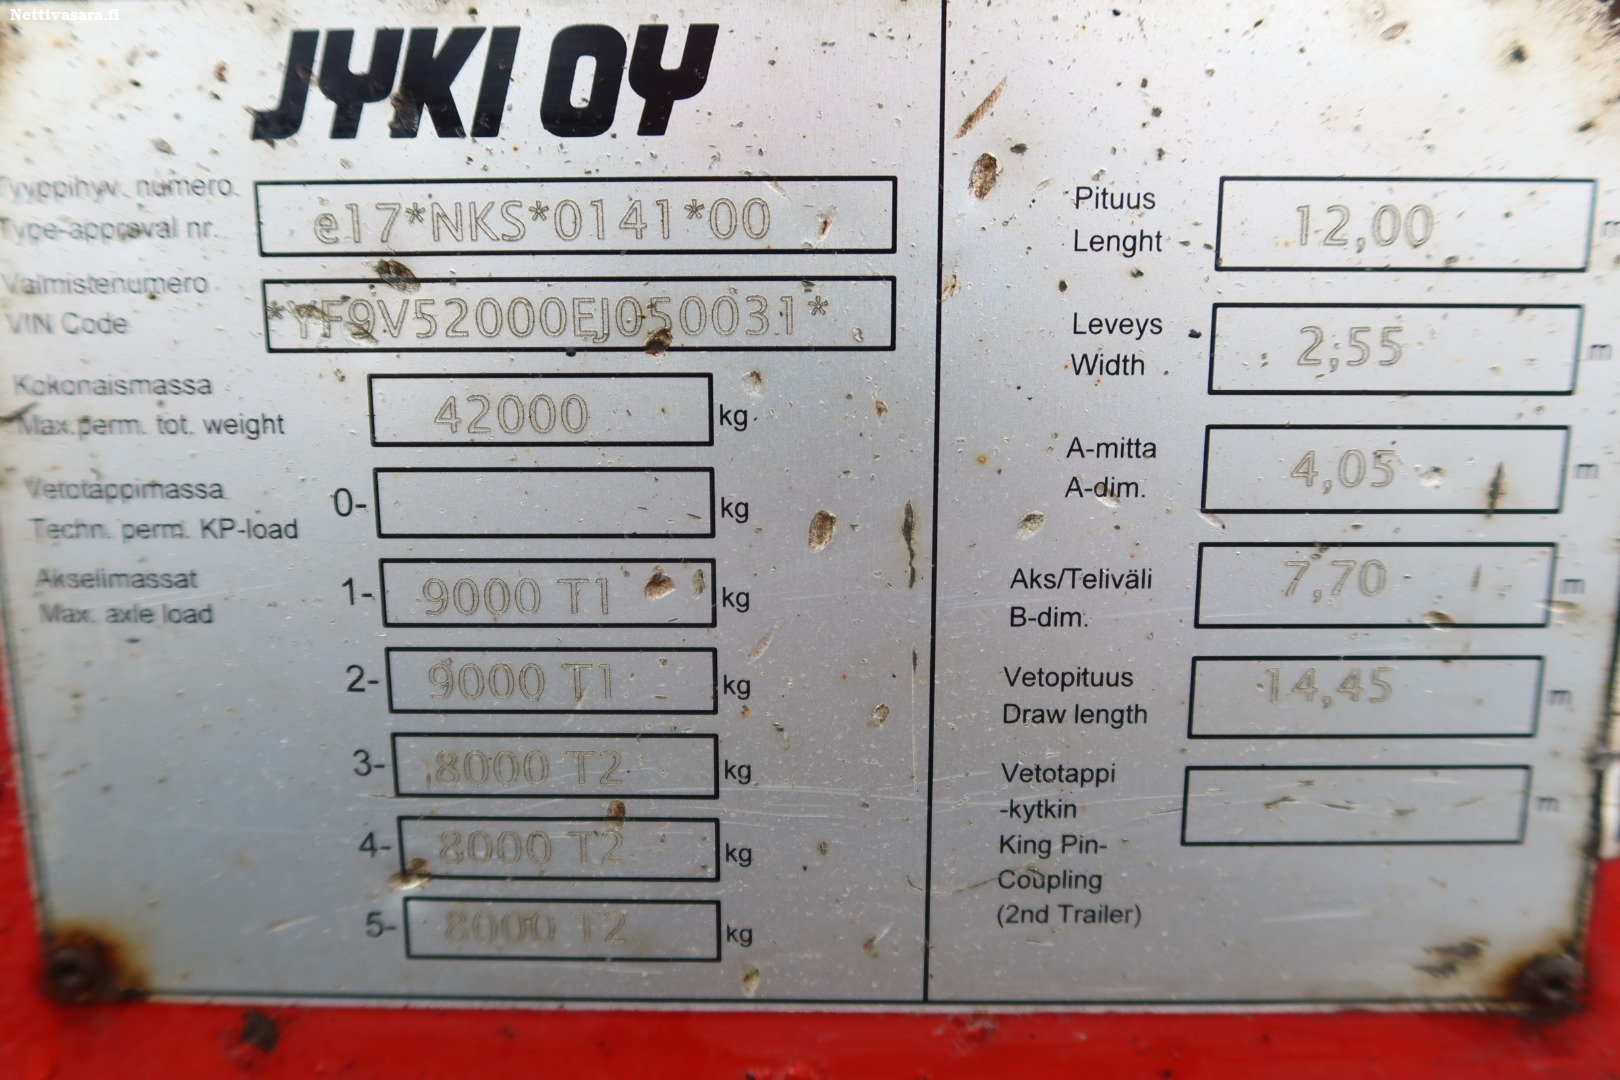 Nettivasara.fi
JYKI OY
Tyyppihyv. numero.
Type-approval nr.
e17*NKS*0141*00
Valmistenumero
VIN Code
*YF9V52000EJ050031*
Kokonaismassa
Max.perm. tot. weight
42000 kg
Vetotappimassa
Techn. perm. KP-load
0- kg
Akselimassat
Max. axle load
1- 9000 T1 kg
2- 9000 T1 kg
3- 8000 T2 kg
4- 8000 T2 kg
5- 8000 T2 kg
Pituus
Lenght
12,00 m
Leveys
Width
2,55 m
A-mitta
A-dim.
4,05 m
Aks/Teliväli
B-dim.
7,70 m
Vetopituus
Draw length
14,45 m
Vetotappi
-kytkin
King Pin-
Coupling
(2nd Trailer)
- - - m